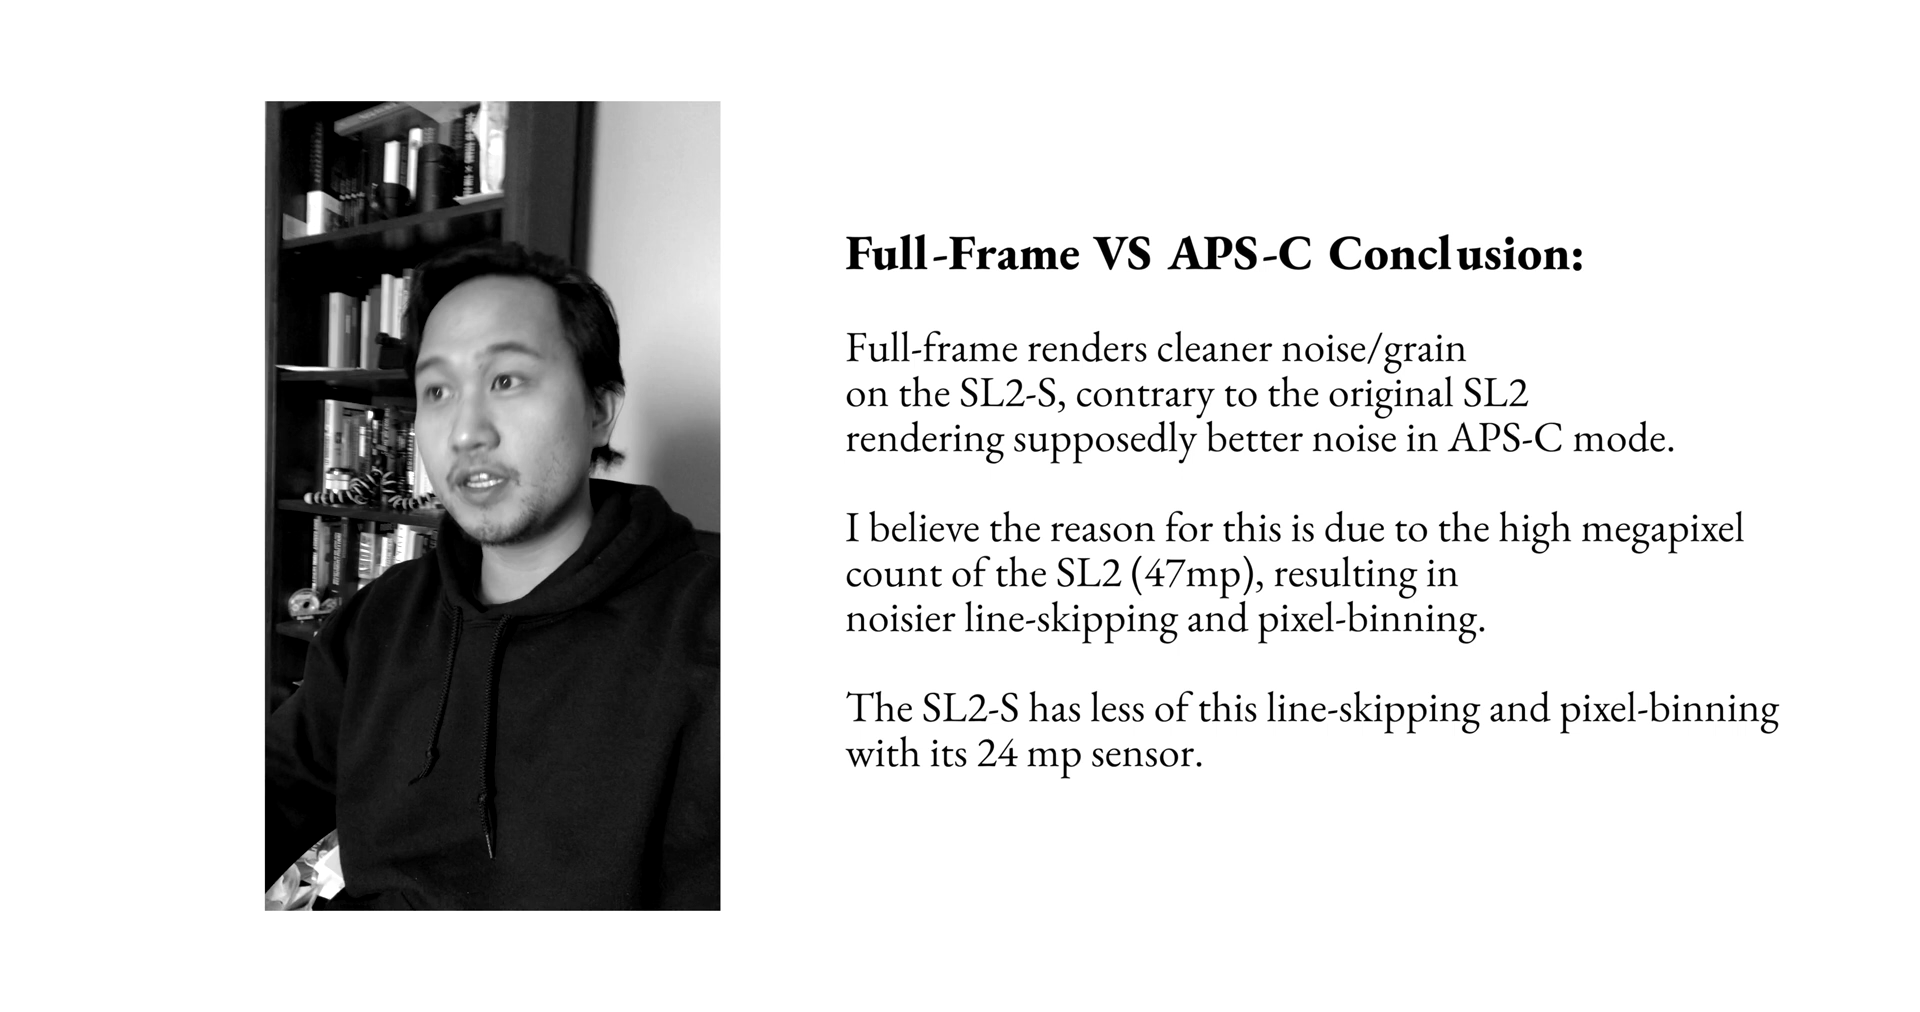 Full-Frame VS APS-C Conclusion:
Full-frame renders cleaner noise/grain
on the SL2-S, contrary to the original SL2
rendering supposedly better noise in APS-C mode.
I believe the reason for this is due to the high megapixel
count of the SL2 (47mp), resulting in
noisier line-skipping and pixel-binning.
The SL2-S has less of this line-skipping and pixel-binning
with its 24 mp sensor.